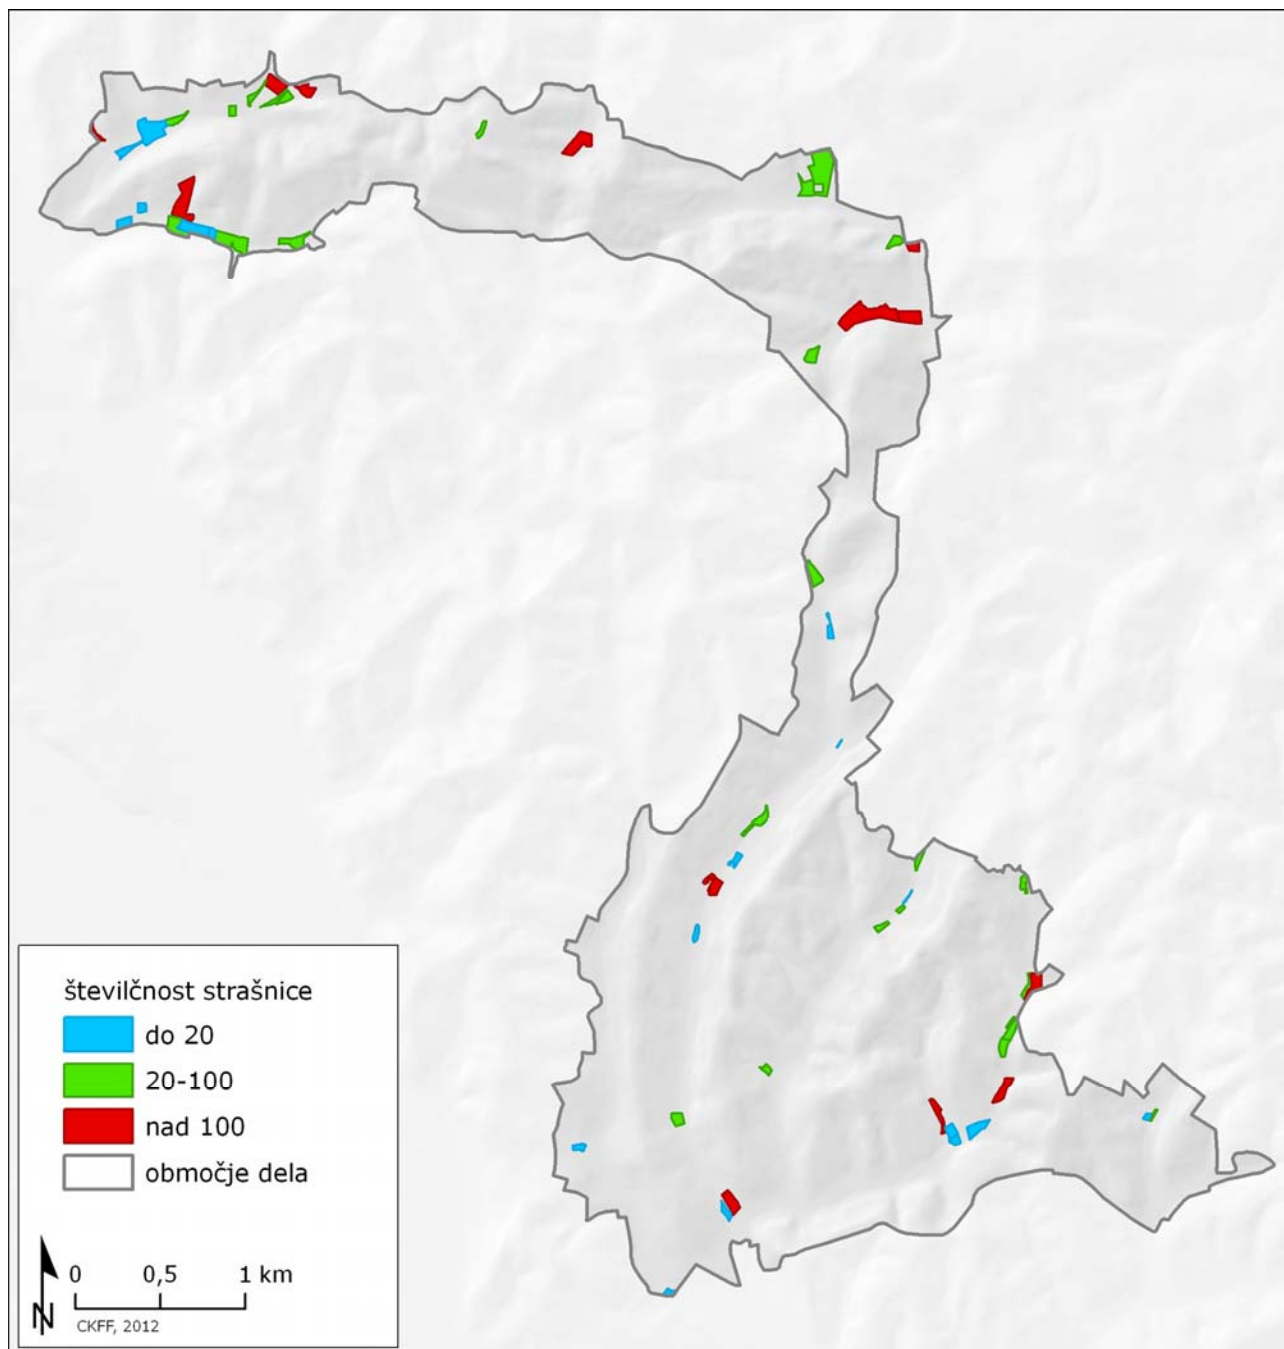 številčnost strašnice
do 20
20-100
nad 100
območje dela
0 0,5 1 km
N
CKFF, 2012